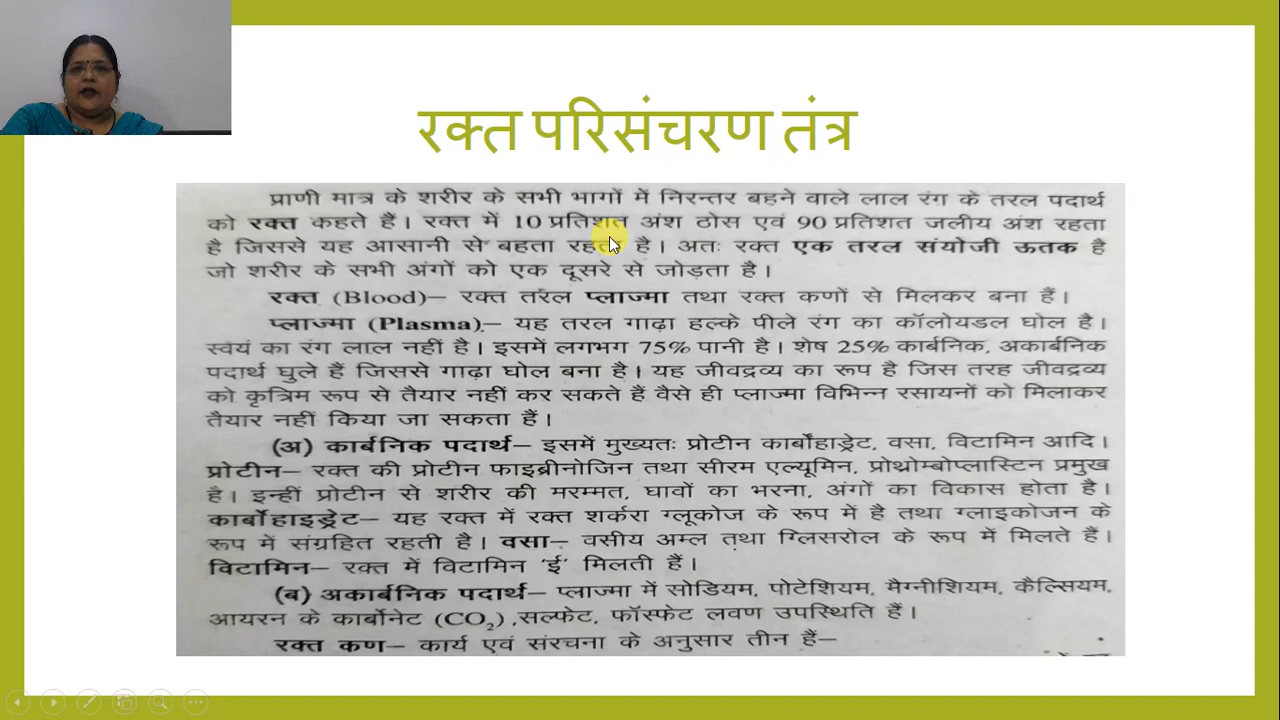 रक्त परिसंचरण तंत्र
प्राणी मात्र के शरीर के सभी भागों में निरन्तर बहने वाले लाल रंग के तरल पदार्थ
को रक्त कहते हैं। रक्त में 10 प्रतिशत अंश ठोस एवं 90 प्रतिशत जलीय अंश रहता
है जिससे यह आसानी से बहता रहता है। अतः रक्त एक तरल संयोजी ऊतक है
जो शरीर के सभी अंगों को एक दूसरे से जोड़ता है।
रक्त (Blood)– रक्त तरल प्लाज्मा तथा रक्त कणों से मिलकर बना हैं।
प्लाज्मा (Plasma)– यह तरल गाढ़ा हल्के पीले रंग का कॉलोयडल घोल है।
स्वयं का रंग लाल नहीं है। इसमें लगभग 75% पानी है। शेष 25% कार्बनिक, अकार्बनिक
पदार्थ घुले हैं जिससे गाढ़ा घोल बना है। यह जीवद्रव्य का रूप है जिस तरह जीवद्रव्य
को कृत्रिम रूप से तैयार नहीं कर सकते हैं वैसे ही प्लाज्मा विभिन्न रसायनों को मिलाकर
तैयार नहीं किया जा सकता हैं।
(अ) कार्बनिक पदार्थ– इसमें मुख्यतः प्रोटीन कार्बोंहाड्रेट, वसा, विटामिन आदि।
प्रोटीन– रक्त की प्रोटीन फाइब्रीनोजिन तथा सीरम एल्यूमिन, प्रोथ्रोम्बोप्लास्टिन प्रमुख
है। इन्हीं प्रोटीन से शरीर की मरम्मत, घावों का भरना, अंगों का विकास होता है।
कार्बोहाइड्रेट– यह रक्त में रक्त शर्करा ग्लूकोज के रूप में है तथा ग्लाइकोजन के
रूप में संग्रहित रहती है। वसा– वसीय अम्ल तथा ग्लिसरोल के रूप में मिलते हैं।
विटामिन– रक्त में विटामिन ‘ई’ मिलती हैं।
(ब) अकार्बनिक पदार्थ– प्लाज्मा में सोडियम, पोटेशियम, मैग्नीशियम, कैल्सियम,
आयरन के कार्बोनेट (CO₂) ,सल्फेट, फॉस्फेट लवण उपस्थिति हैं।
रक्त कण– कार्य एवं संरचना के अनुसार तीन हैं–